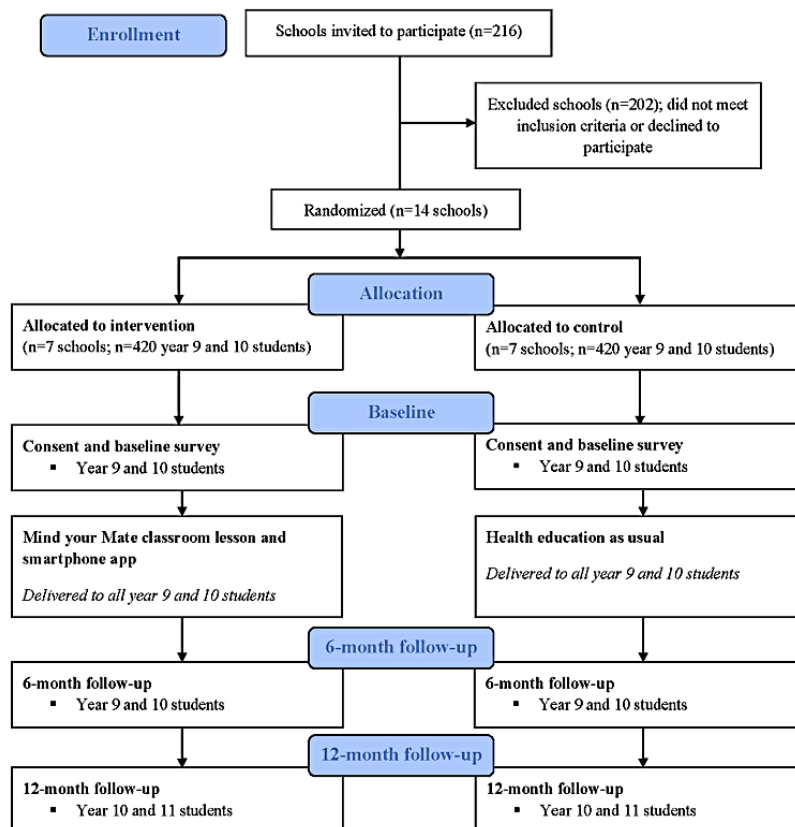 Enrollment
Schools invited to participate (n=216)
Excluded schools (n=202); did not meet
inclusion criteria or declined to
participate
Randomized (n=14 schools)
Allocation
Allocated to intervention
(n=7 schools; n=420 year 9 and 10 students)
Allocated to control
(n=7 schools; n=420 year 9 and 10 students)
Baseline
Consent and baseline survey
▪ Year 9 and 10 students
Consent and baseline survey
▪ Year 9 and 10 students
Mind your Mate classroom lesson and
smartphone app
Delivered to all year 9 and 10 students
Health education as usual
Delivered to all year 9 and 10 students
6-month follow-up
6-month follow-up
▪ Year 9 and 10 students
6-month follow-up
▪ Year 9 and 10 students
12-month follow-up
12-month follow-up
▪ Year 10 and 11 students
12-month follow-up
▪ Year 10 and 11 students